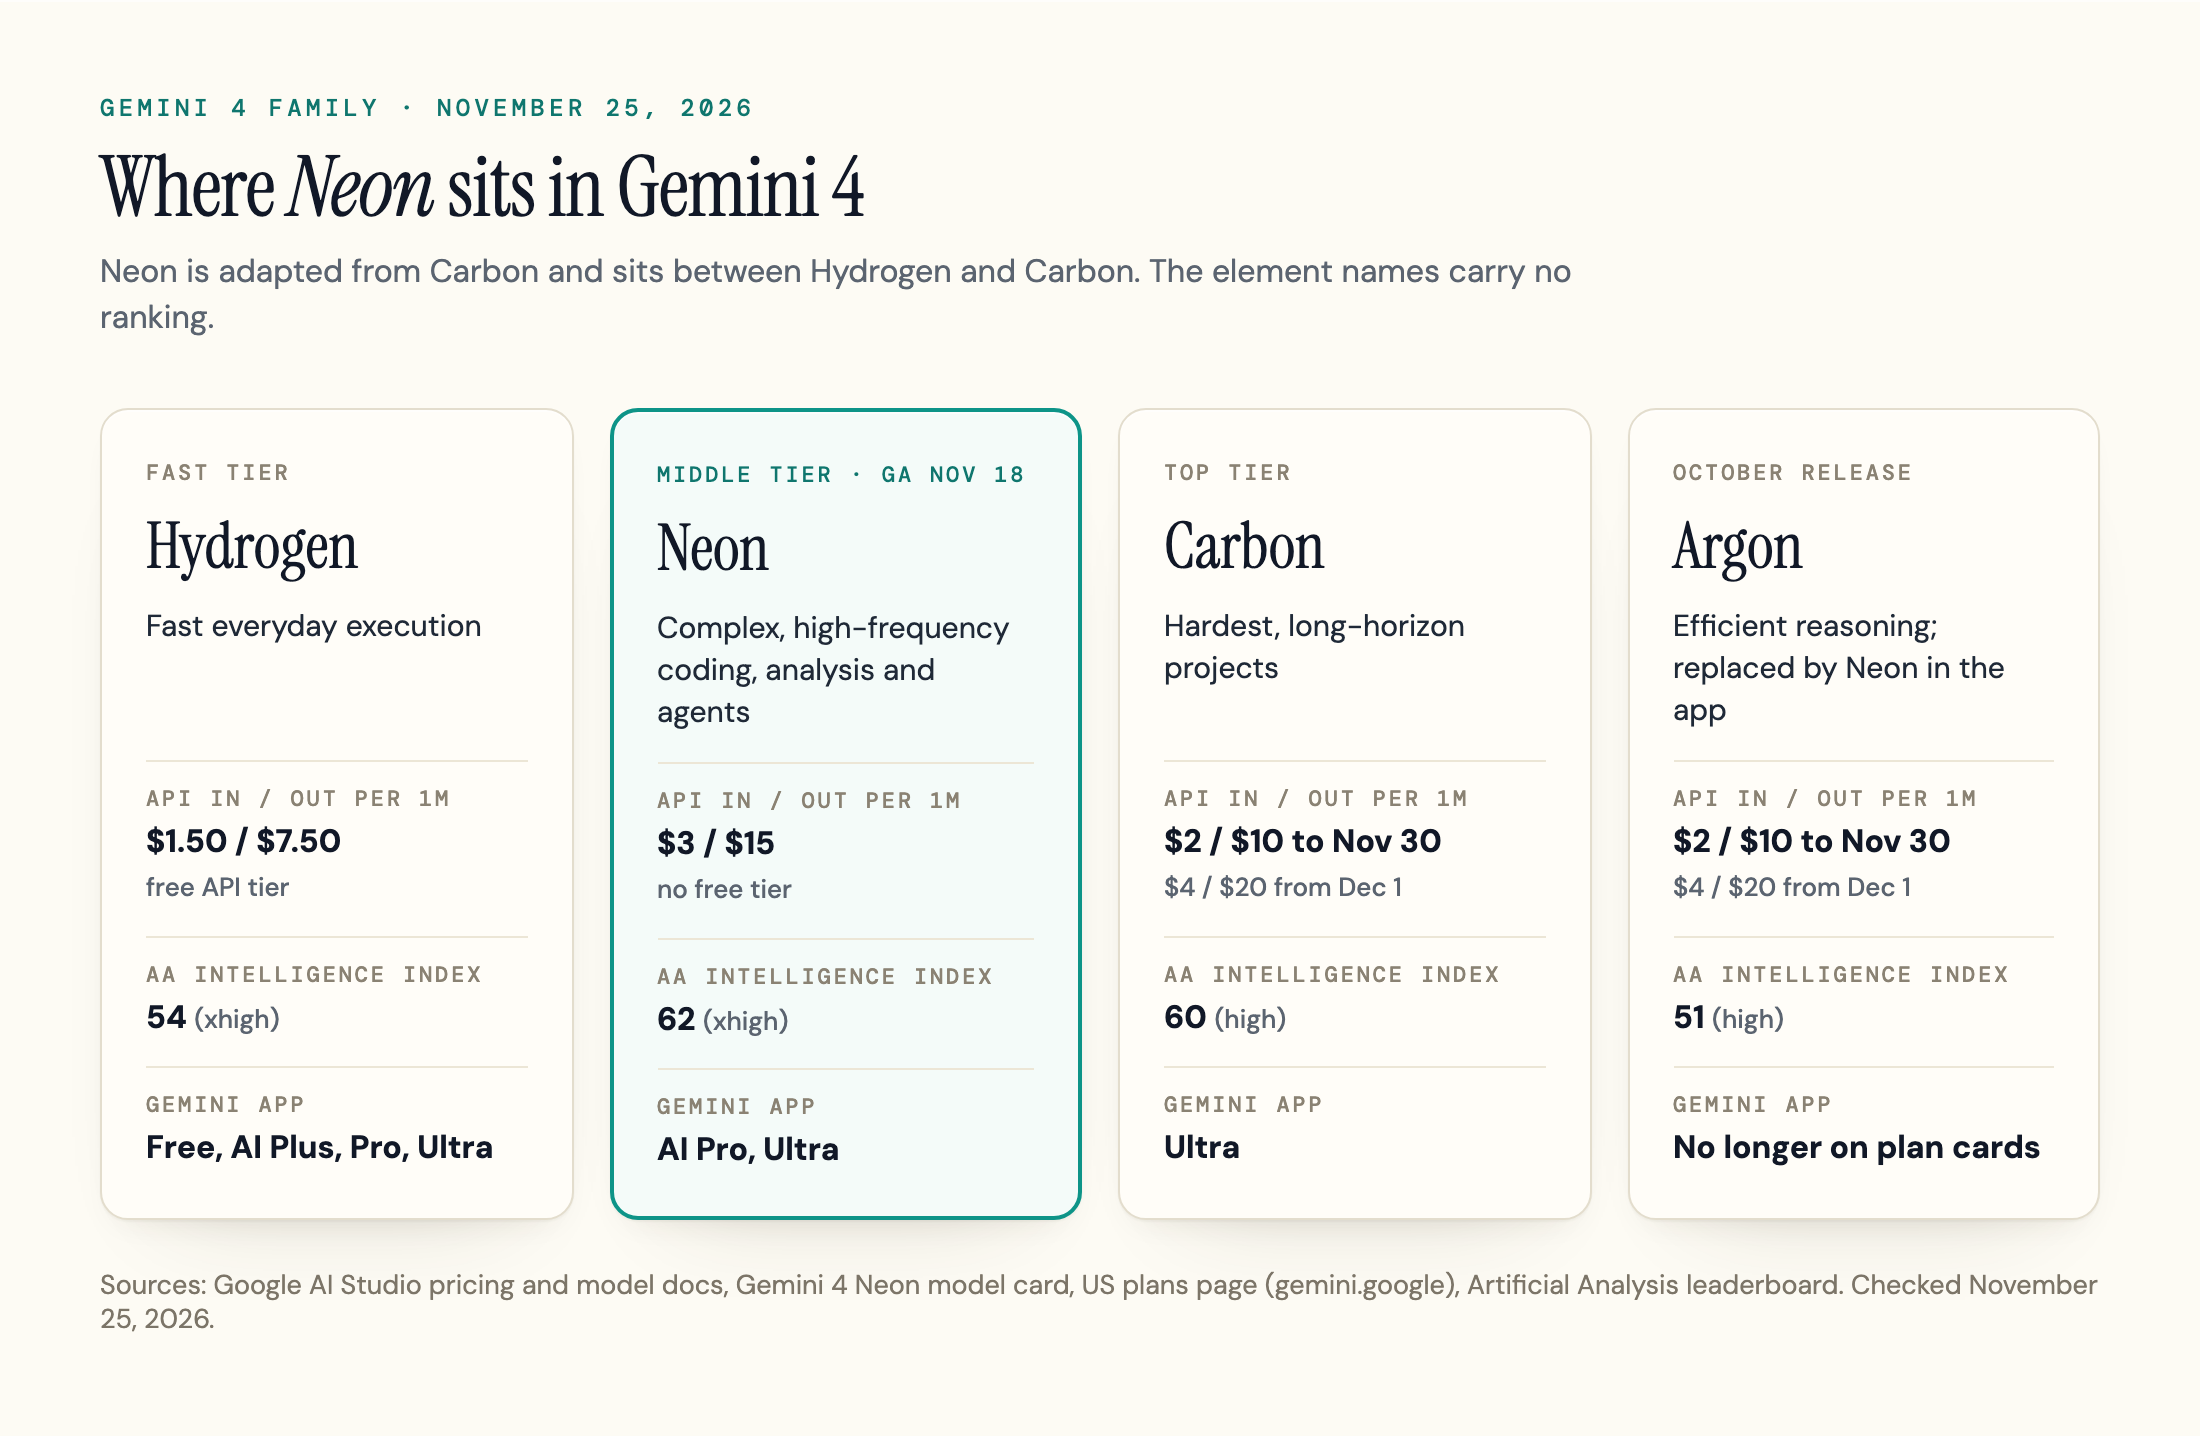 GEMINI 4 FAMILY · NOVEMBER 25, 2026
Where Neon sits in Gemini 4
Neon is adapted from Carbon and sits between Hydrogen and Carbon. The element names carry no
ranking.
FAST TIER
Hydrogen
Fast everyday execution
API IN / OUT PER 1M
$1.50 / $7.50
free API tier
AA INTELLIGENCE INDEX
54 (xhigh)
GEMINI APP
Free, AI Plus, Pro, Ultra
MIDDLE TIER · GA NOV 18
Neon
Complex, high-frequency
coding, analysis and
agents
API IN / OUT PER 1M
$3 / $15
no free tier
AA INTELLIGENCE INDEX
62 (xhigh)
GEMINI APP
AI Pro, Ultra
TOP TIER
Carbon
Hardest, long-horizon
projects
API IN / OUT PER 1M
$2 / $10 to Nov 30
$4 / $20 from Dec 1
AA INTELLIGENCE INDEX
60 (high)
GEMINI APP
Ultra
OCTOBER RELEASE
Argon
Efficient reasoning;
replaced by Neon in the
app
API IN / OUT PER 1M
$2 / $10 to Nov 30
$4 / $20 from Dec 1
AA INTELLIGENCE INDEX
51 (high)
GEMINI APP
No longer on plan cards
Sources: Google AI Studio pricing and model docs, Gemini 4 Neon model card, US plans page (gemini.google), Artificial Analysis leaderboard. Checked November
25, 2026.